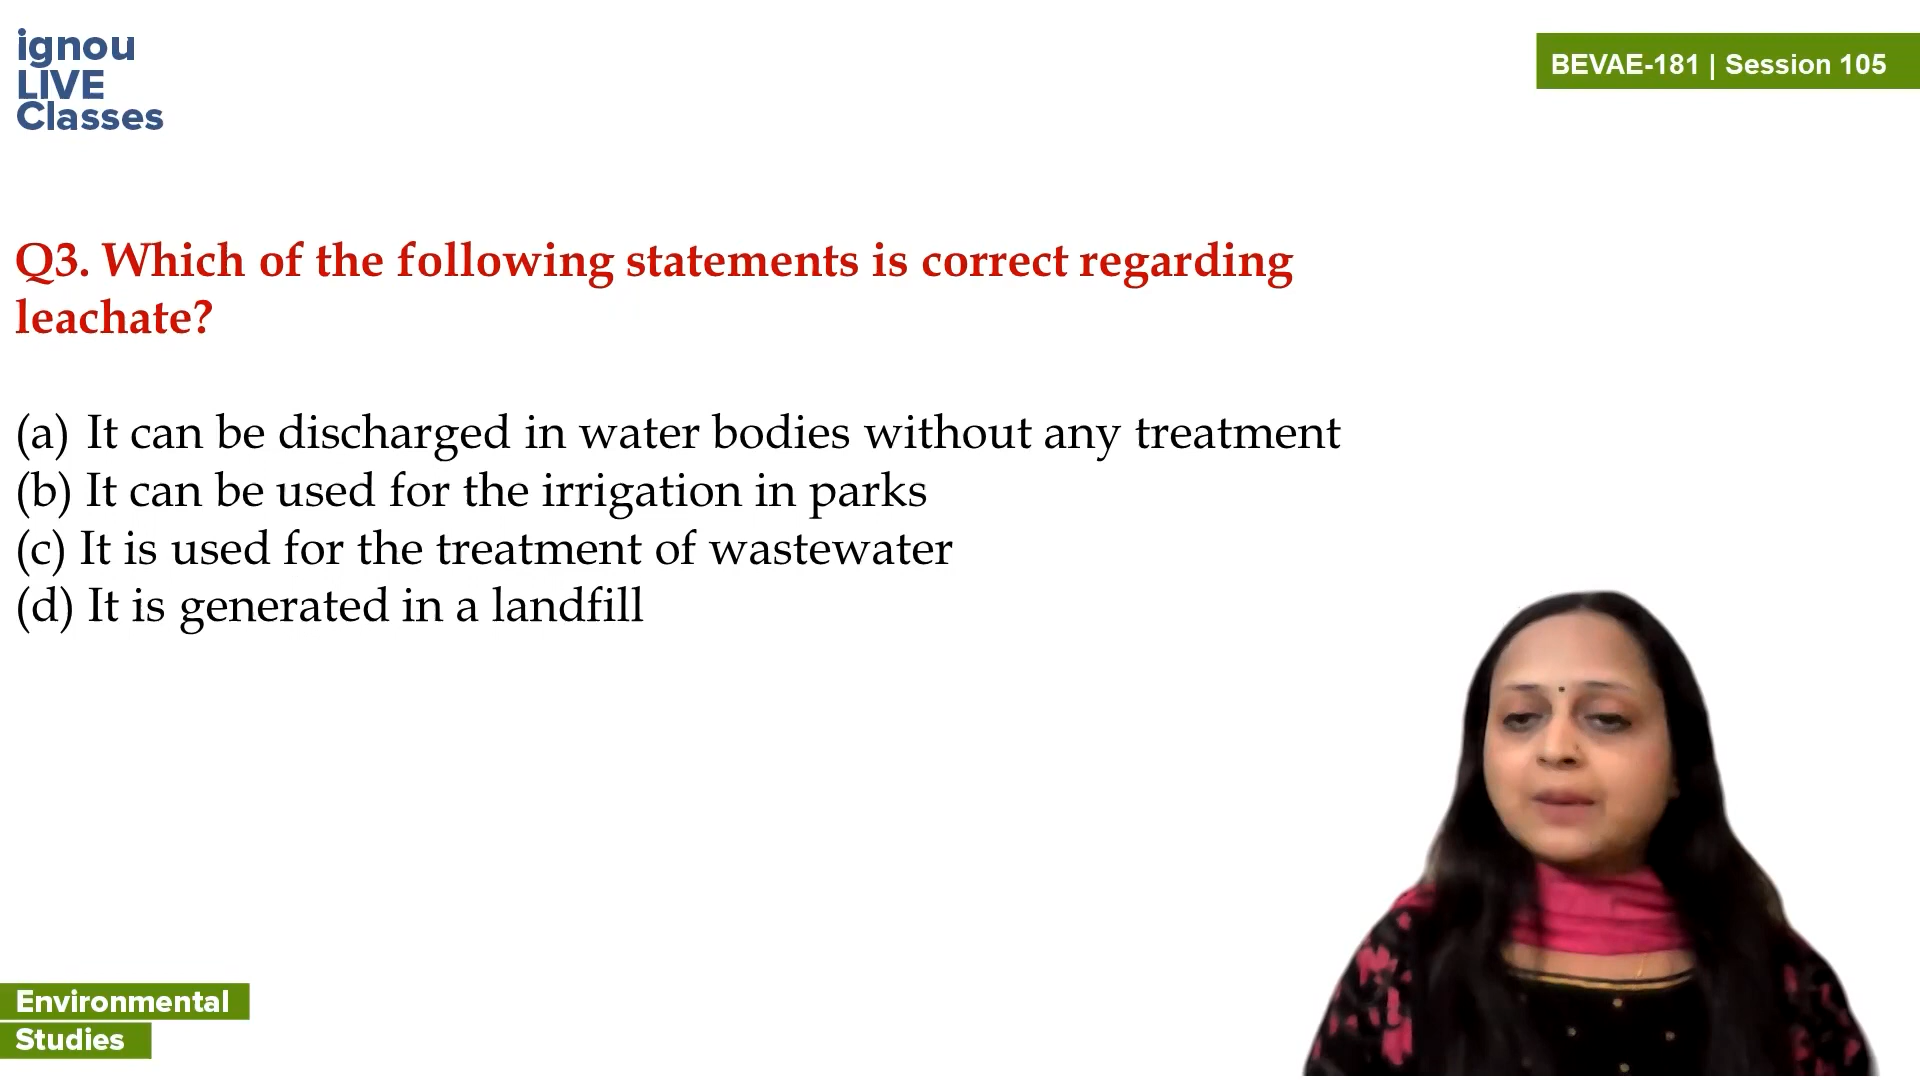 ignou
LIVE
Classes
BEVAE-181 | Session 105
Q3. Which of the following statements is correct regarding
leachate?
(a) It can be discharged in water bodies without any treatment
(b) It can be used for the irrigation in parks
(c) It is used for the treatment of wastewater
(d) It is generated in a landfill
Environmental
Studies